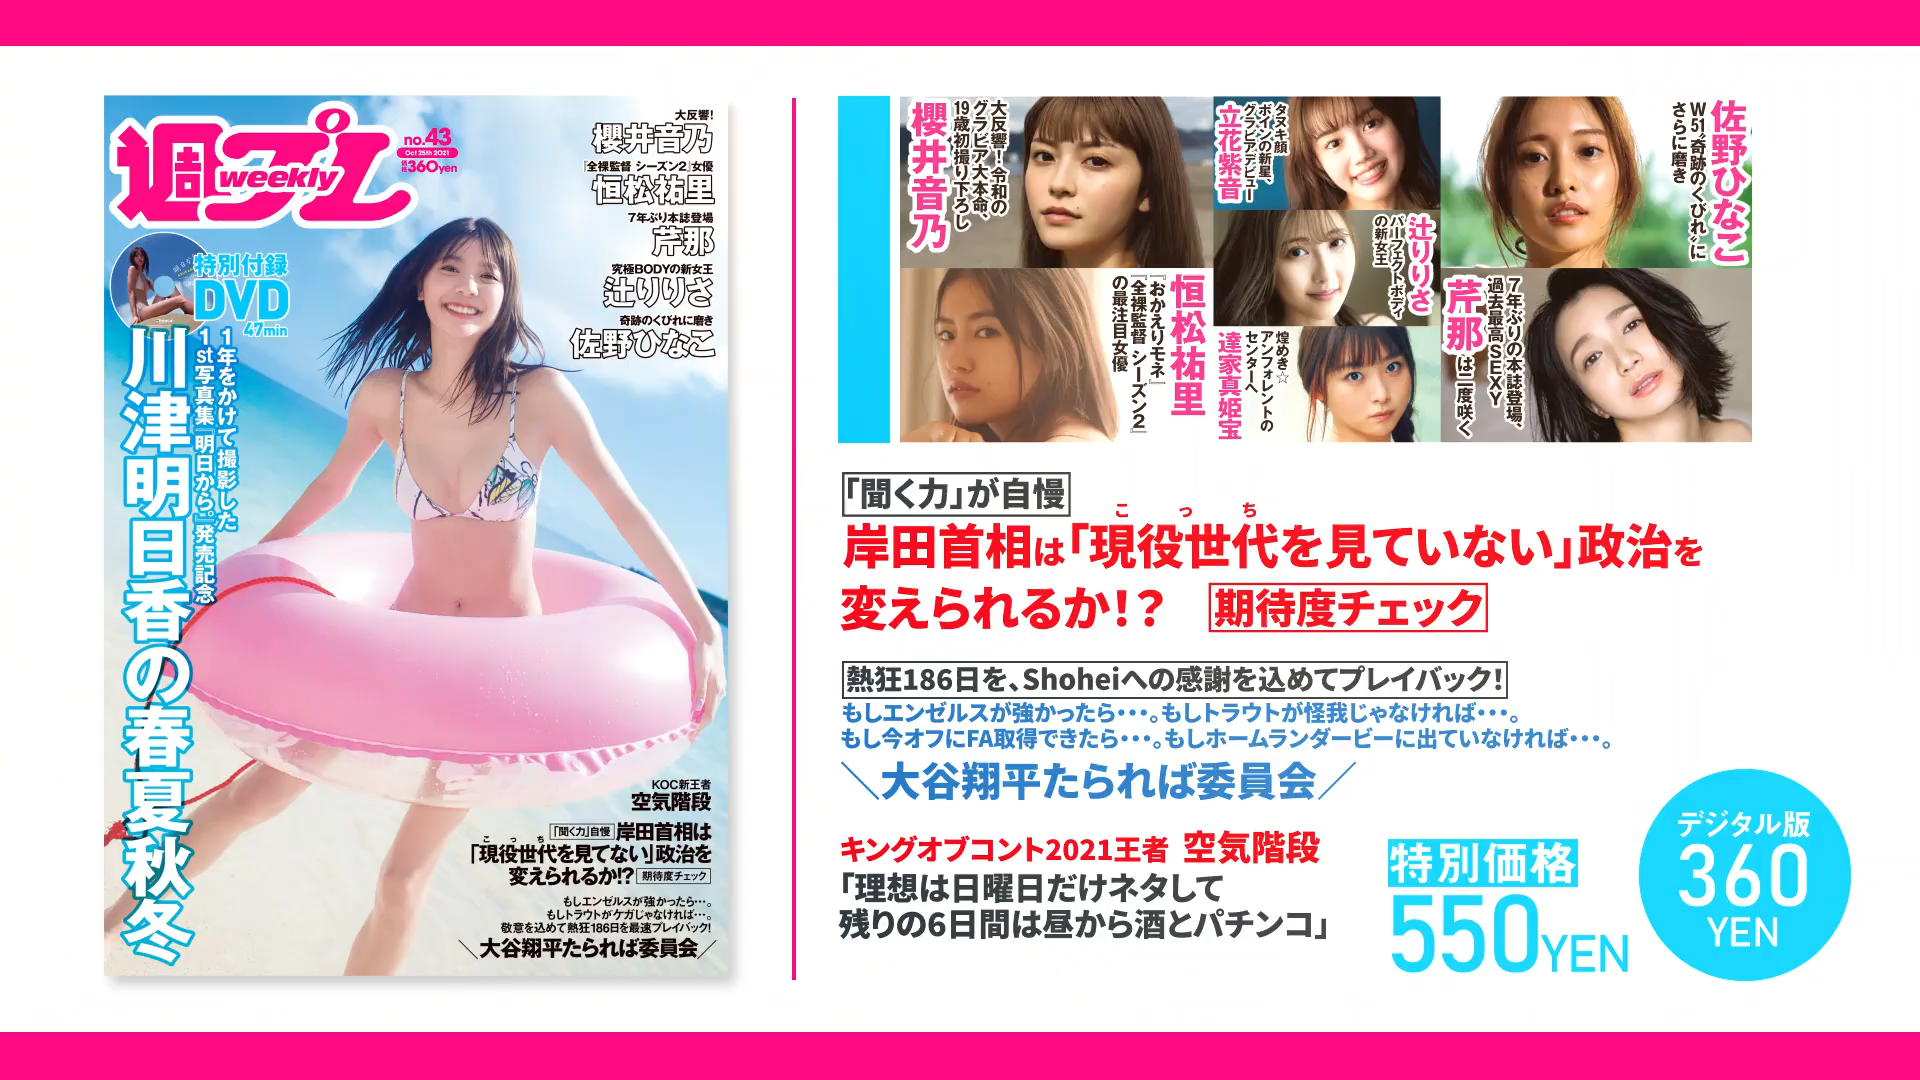 週プレ
weekly
no.43
Oct 25th 2021
価格360yen
大反響!
櫻井音乃
『全裸監督 シーズン2』女優
恒松祐里
7年ぶり本誌登場
芹那
究極BODYの新女王
辻りりさ
奇跡のくびれに磨き
佐野ひなこ
特別付録
DVD
47min
1年をかけて撮影した
1st写真集『明日から。』発売記念
川津明日香の春夏秋冬
KOC新王者
空気階段
「聞く力」自慢 岸田首相は
こっち
「現役世代を見てない」政治を
変えられるか!? 期待度チェック
もしエンゼルスが強かったら…。
もしトラウトがケガじゃなければ…。
敬意を込めて熱狂186日を最速プレイバック!
＼大谷翔平たられば委員会／
大反響!令和の
グラビア大本命、
19歳初撮り下ろし
櫻井音乃
タヌキ顔
ボインの新星、
グラビアデビュー
立花紫音
佐野ひなこ
W51“奇跡のくびれ”に
さらに磨き
恒松祐里
『おかえりモネ』
『全裸監督 シーズン2』
の最注目女優
辻りりさ
パーフェクトボディ
の新女王
煌めき☆
アンフォレントの
センターへ
達家真姫宝
7年ぶりの本誌登場、
過去最高SEXY
芹那は二度咲く
「聞く力」が自慢
こっち
岸田首相は「現役世代を見ていない」政治を
変えられるか!? 期待度チェック
熱狂186日を、Shoheiへの感謝を込めてプレイバック!
もしエンゼルスが強かったら・・・。もしトラウトが怪我じゃなければ・・・。
もし今オフにFA取得できたら・・・。もしホームランダービーに出ていなければ・・・。
＼大谷翔平たられば委員会／
キングオブコント2021王者 空気階段
「理想は日曜日だけネタして
残りの6日間は昼から酒とパチンコ」
特別価格
550YEN
デジタル版
360
YEN